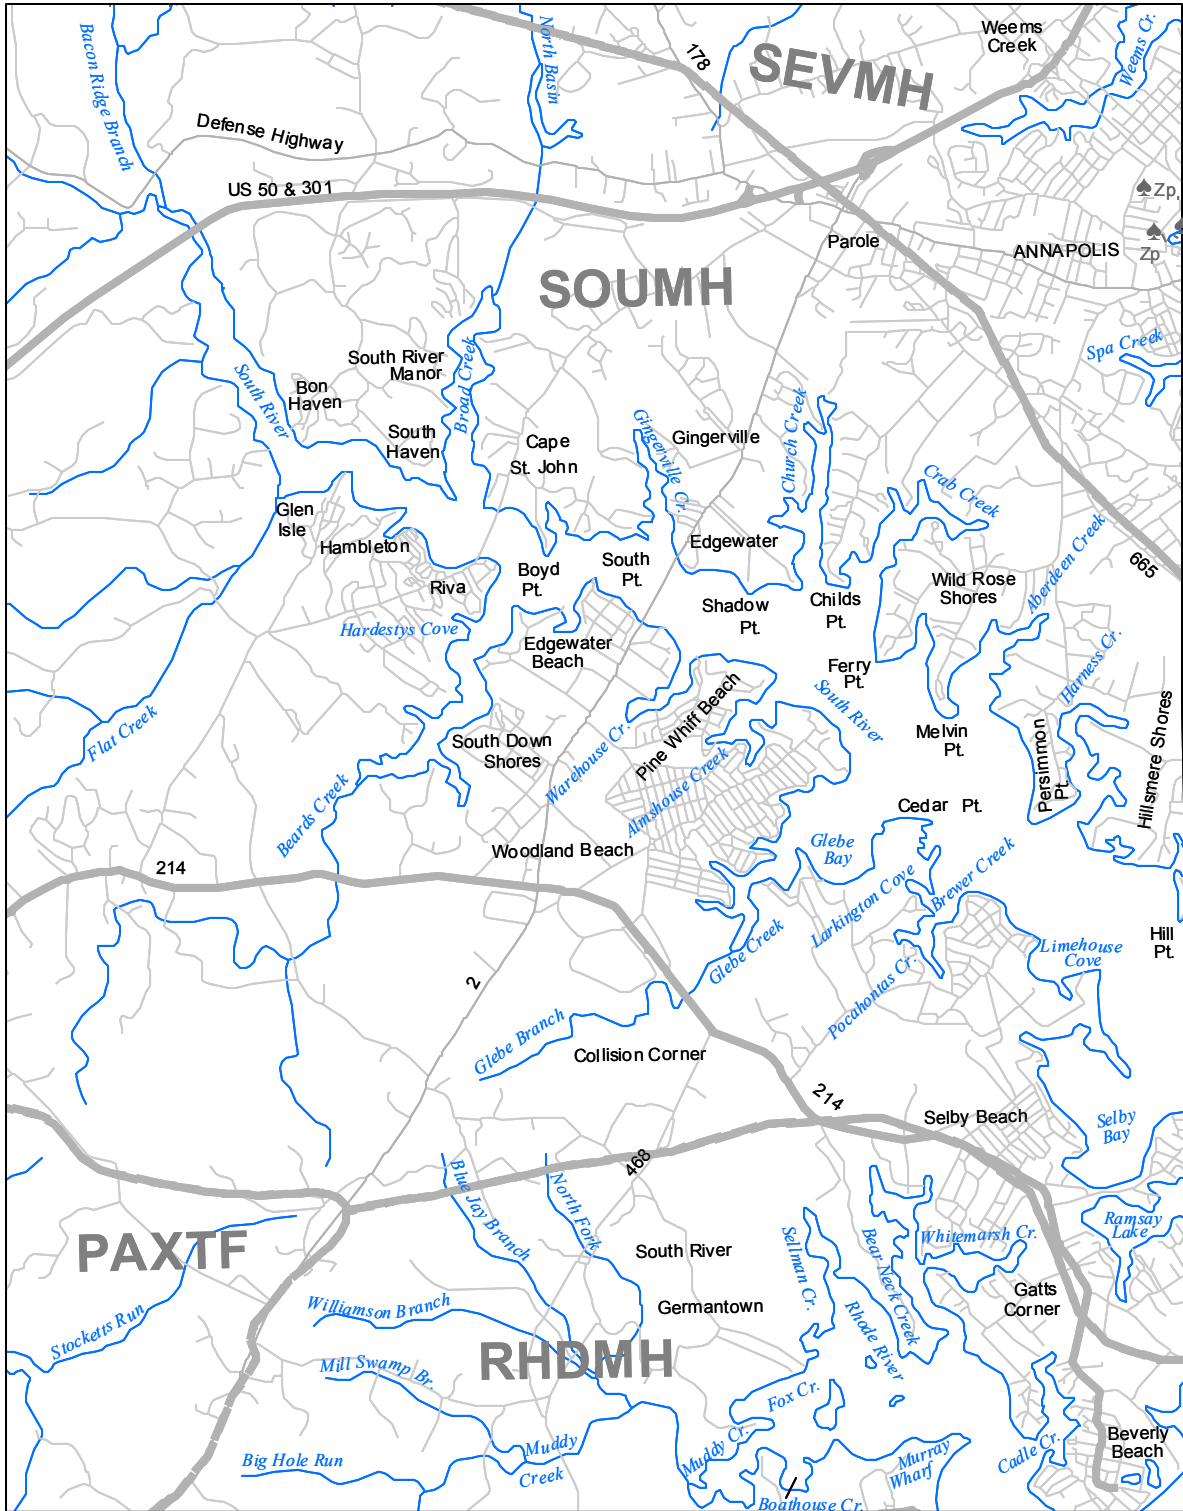 Weems
Creek
Weems Cr.
Bacon Ridge Branch
North Basin
178
SEVMH
Defense Highway
US 50 & 301
Zp
Zp
Parole
ANNAPOLIS
SOUMH
Spa Creek
South River
South River
Manor
Broad Creek
Bon
Haven
South
Haven
Cape
St. John
Gingerville Cr.
Gingerville
Church Creek
Crab Creek
Glen
Isle
Hambleton
Edgewater
Aberdeen Creek
665
Riva
Boyd
Pt.
South
Pt.
Shadow
Pt.
Childs
Pt.
Wild Rose
Shores
Hardestys Cove
Edgewater
Beach
Ferry
Pt.
Harness Cr.
Flat Creek
South Down
Shores
Warehouse Cr.
Pine Whiff Beach
South River
Melvin
Pt.
Persimmon
Pt.
Hillsmere Shores
Beards Creek
Almshouse Creek
Cedar Pt.
214
Woodland Beach
Glebe
Bay
Larkington Cove
Brewer Creek
Hill
Pt.
Limehouse
Cove
Glebe Creek
Pocahontas Cr.
2
Glebe Branch
Collision Corner
214
Selby Beach
Selby
Bay
468
Blue Jay Branch
North Fork
PAXTF
South River
Sellman Cr.
Bear Neck Creek
Whitemarsh Cr.
Ramsay
Lake
Stocketts Run
Williamson Branch
Germantown
Rhode River
Gatts
Corner
RHDMH
Mill Swamp Br.
Fox Cr.
Big Hole Run
Muddy
Creek
Muddy Cr.
Murray
Wharf
Cadle Cr.
Beverly
Beach
Boathouse Cr.